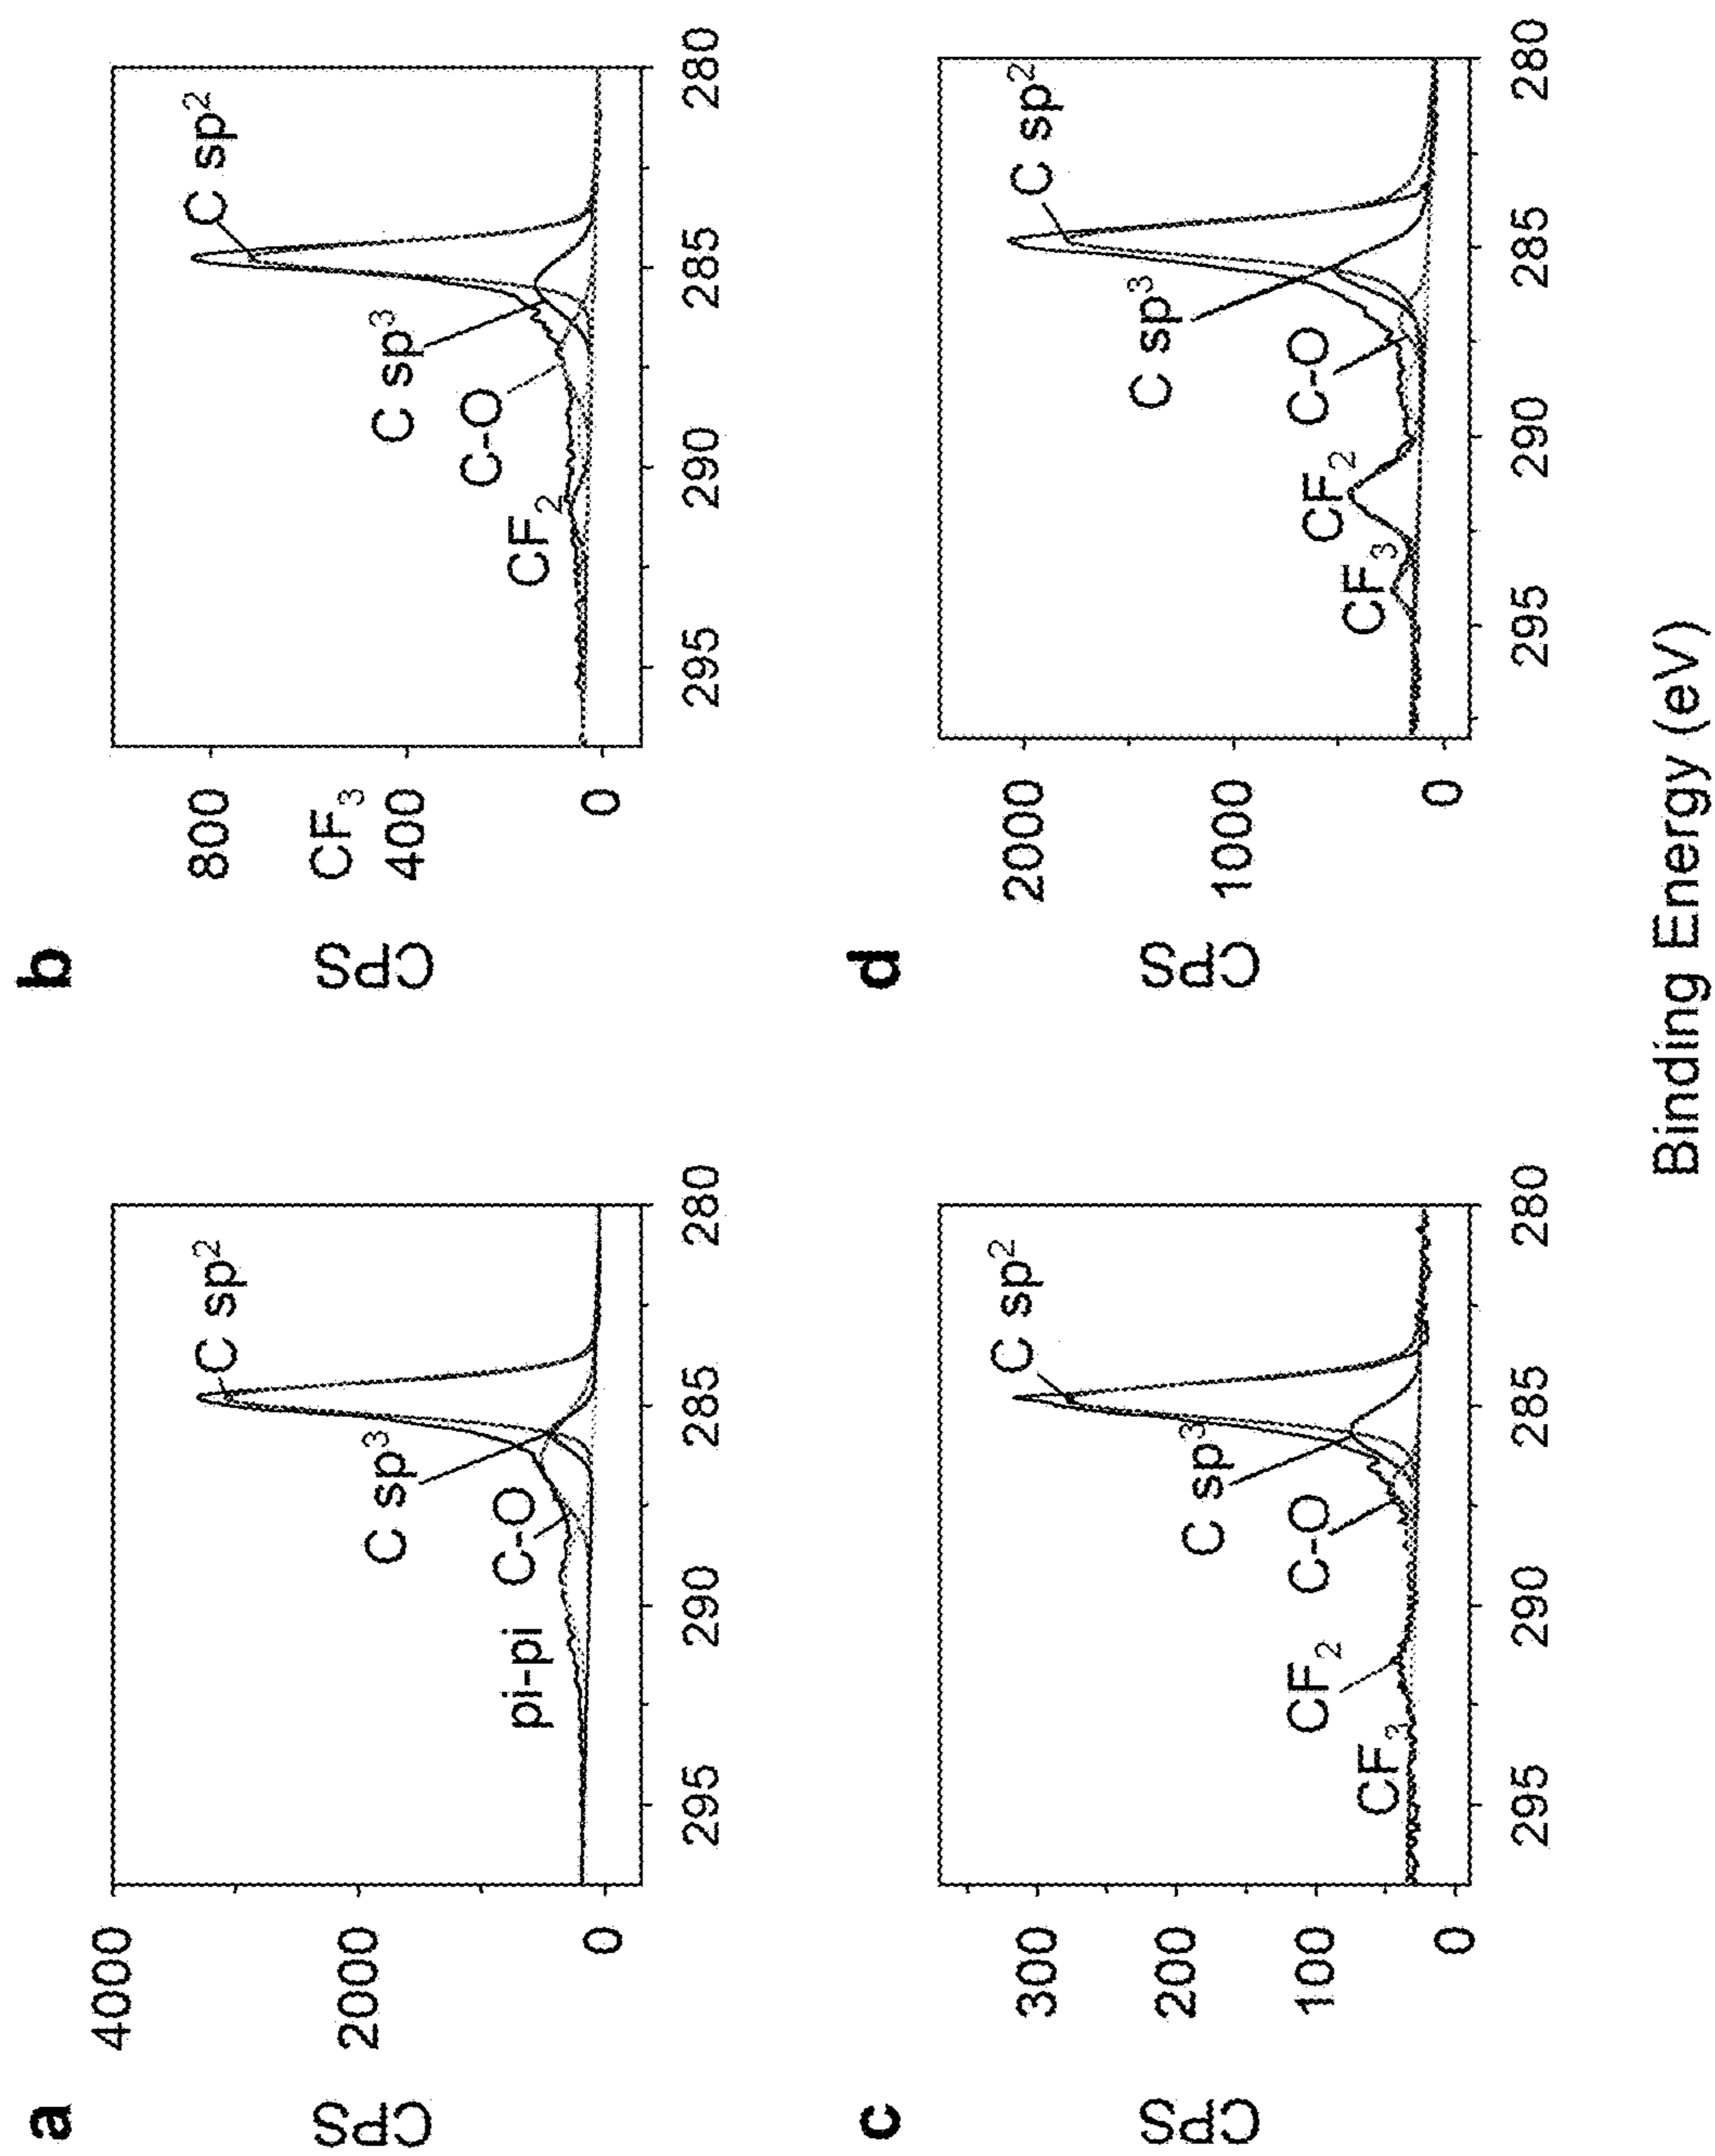 a
CPS
4000
2000
0
C sp²
C sp³
C-O
pi-pi
295
290
285
280
b
CPS
800
CF₃
400
0
C sp²
C sp³
C-O
CF₂
295
290
285
280
c
CPS
300
200
100
0
C sp²
C sp³
C-O
CF₂
CF₃
295
290
285
280
d
CPS
2000
1000
0
C sp²
C sp³
C-O
CF₂
CF₃
295
290
285
280
Binding Energy (eV)